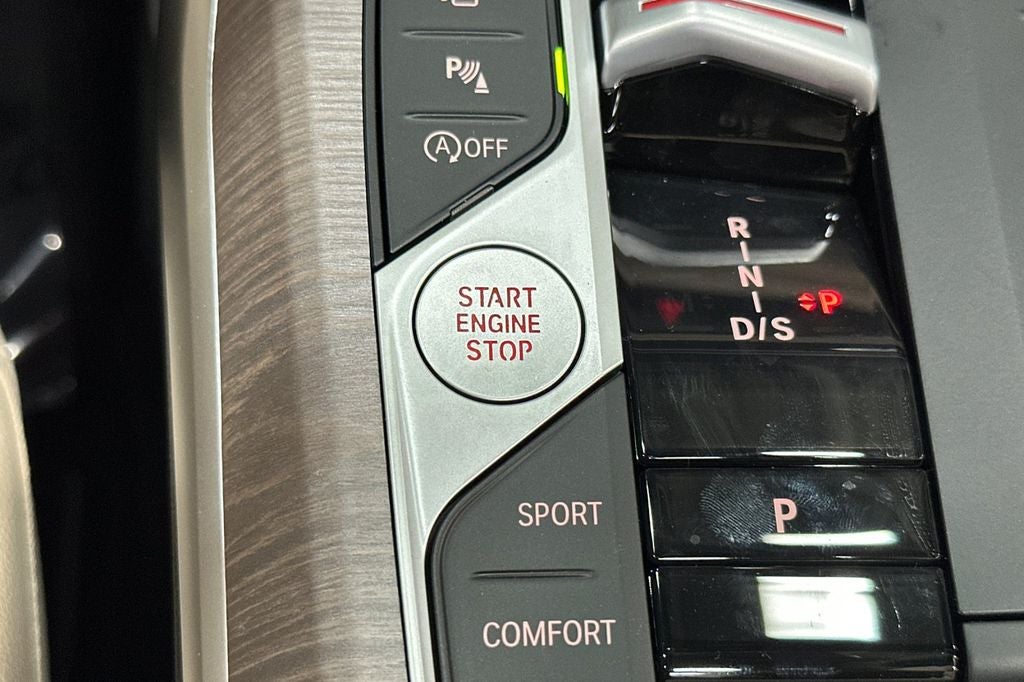 P
A OFF
START
ENGINE
STOP
R
N
D/S
P
P
SPORT
COMFORT